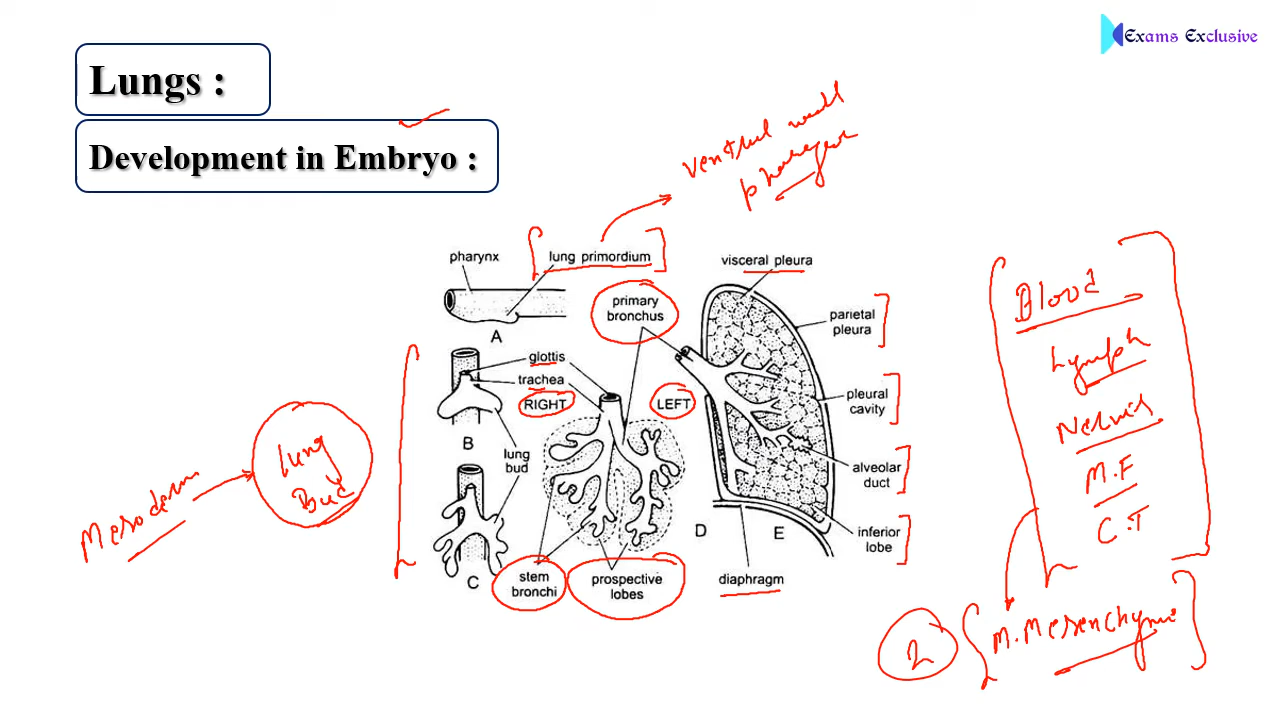 Exams Exclusive
Lungs :
Development in Embryo :
ventral wall
pharynx
pharynx
lung primordium
visceral pleura
primary
bronchus
parietal
pleura
A
glottis
trachea
RIGHT
LEFT
pleural
cavity
B
lung
bud
alveolar
duct
C
D
E
inferior
lobe
stem
bronchi
prospective
lobes
diaphragm
Mesoderm
Lung
Bud
Blood
Lymph
Nerves
M.F
C.T
2
M.Mesenchyme